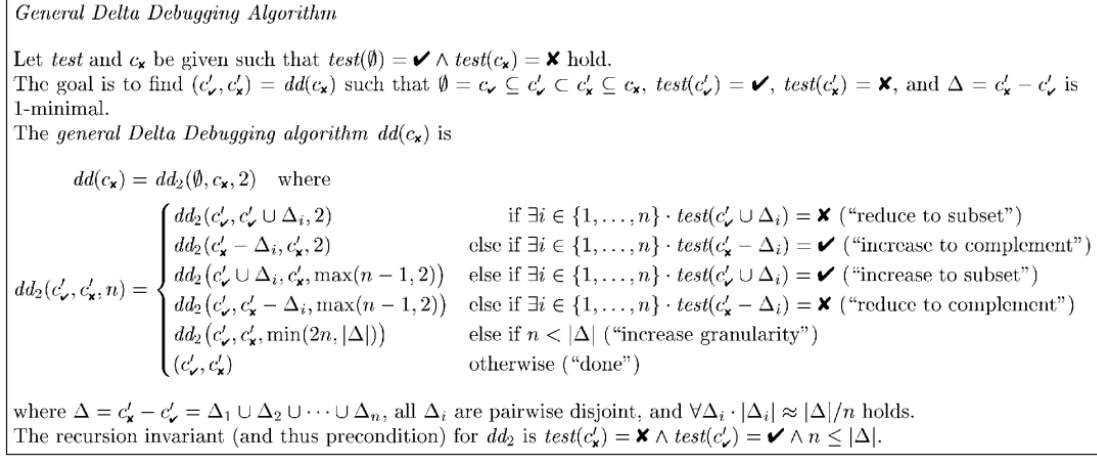 General Delta Debugging Algorithm
Let test and c✘ be given such that test(∅) = ✔ ∧ test(c✘) = ✘ hold.
The goal is to find (c′✔, c′✘) = dd(c✘) such that ∅ = c✔ ⊆ c′✔ ⊂ c′✘ ⊆ c✘, test(c′✔) = ✔, test(c′✘) = ✘, and Δ = c′✘ − c′✔ is
1-minimal.
The general Delta Debugging algorithm dd(c✘) is
dd(c✘) = dd₂(∅, c✘, 2) where
dd₂(c′✔, c′✘, n) = {
dd₂(c′✔, c′✔ ∪ Δᵢ, 2) if ∃i ∈ {1, . . . , n} · test(c′✔ ∪ Δᵢ) = ✘ (“reduce to subset”)
dd₂(c′✘ − Δᵢ, c′✘, 2) else if ∃i ∈ {1, . . . , n} · test(c′✘ − Δᵢ) = ✔ (“increase to complement”)
dd₂(c′✔ ∪ Δᵢ, c′✘, max(n − 1, 2)) else if ∃i ∈ {1, . . . , n} · test(c′✔ ∪ Δᵢ) = ✔ (“increase to subset”)
dd₂(c′✔, c′✘ − Δᵢ, max(n − 1, 2)) else if ∃i ∈ {1, . . . , n} · test(c′✘ − Δᵢ) = ✘ (“reduce to complement”)
dd₂(c′✔, c′✘, min(2n, |Δ|)) else if n < |Δ| (“increase granularity”)
(c′✔, c′✘) otherwise (“done”)
where Δ = c′✘ − c′✔ = Δ₁ ∪ Δ₂ ∪ · · · ∪ Δₙ, all Δᵢ are pairwise disjoint, and ∀Δᵢ · |Δᵢ| ≈ |Δ|/n holds.
The recursion invariant (and thus precondition) for dd₂ is test(c′✘) = ✘ ∧ test(c′✔) = ✔ ∧ n ≤ |Δ|.